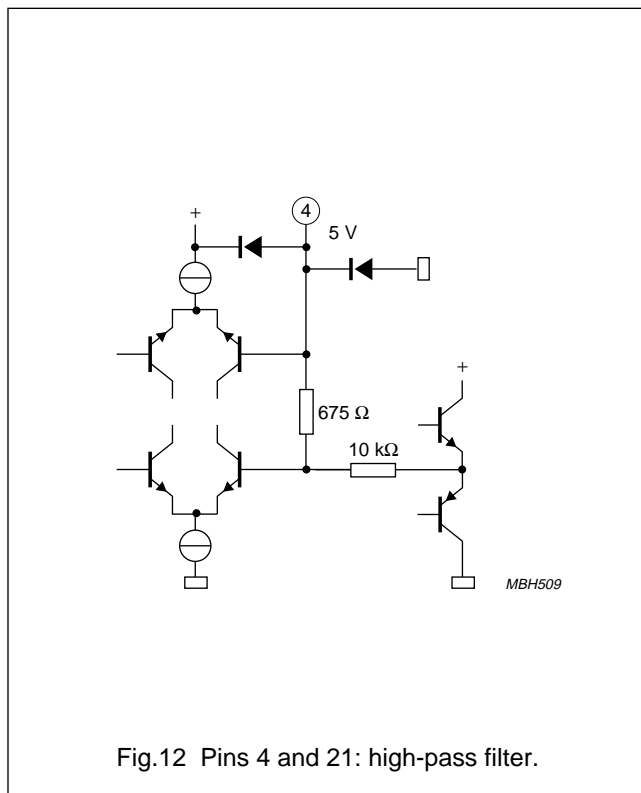 4
+
5 V
+
675 Ω
10 kΩ
MBH509
Fig.12 Pins 4 and 21: high-pass filter.